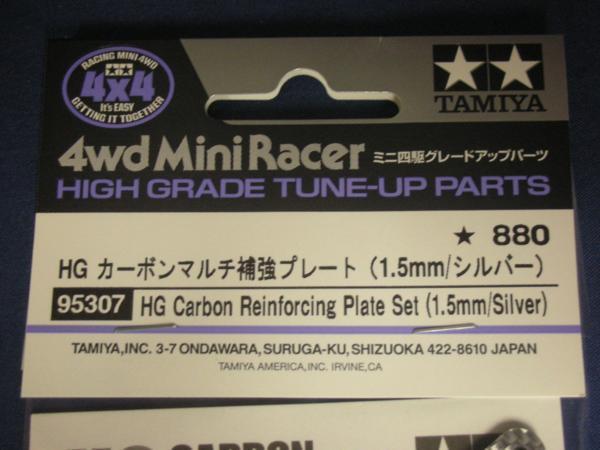 RACING MINI 4WD
4x4
It's EASY
GETTING IT TOGETHER
TAMIYA
4wd Mini Racer ミニ四駆グレードアップパーツ
HIGH GRADE TUNE-UP PARTS
★ 880
HG カーボンマルチ補強プレート (1.5mm/シルバー)
95307 HG Carbon Reinforcing Plate Set (1.5mm/Silver)
TAMIYA,INC. 3-7 ONDAWARA, SURUGA-KU, SHIZUOKA 422-8610 JAPAN
TAMIYA AMERICA, INC. IRVINE, CA
HG CARBON